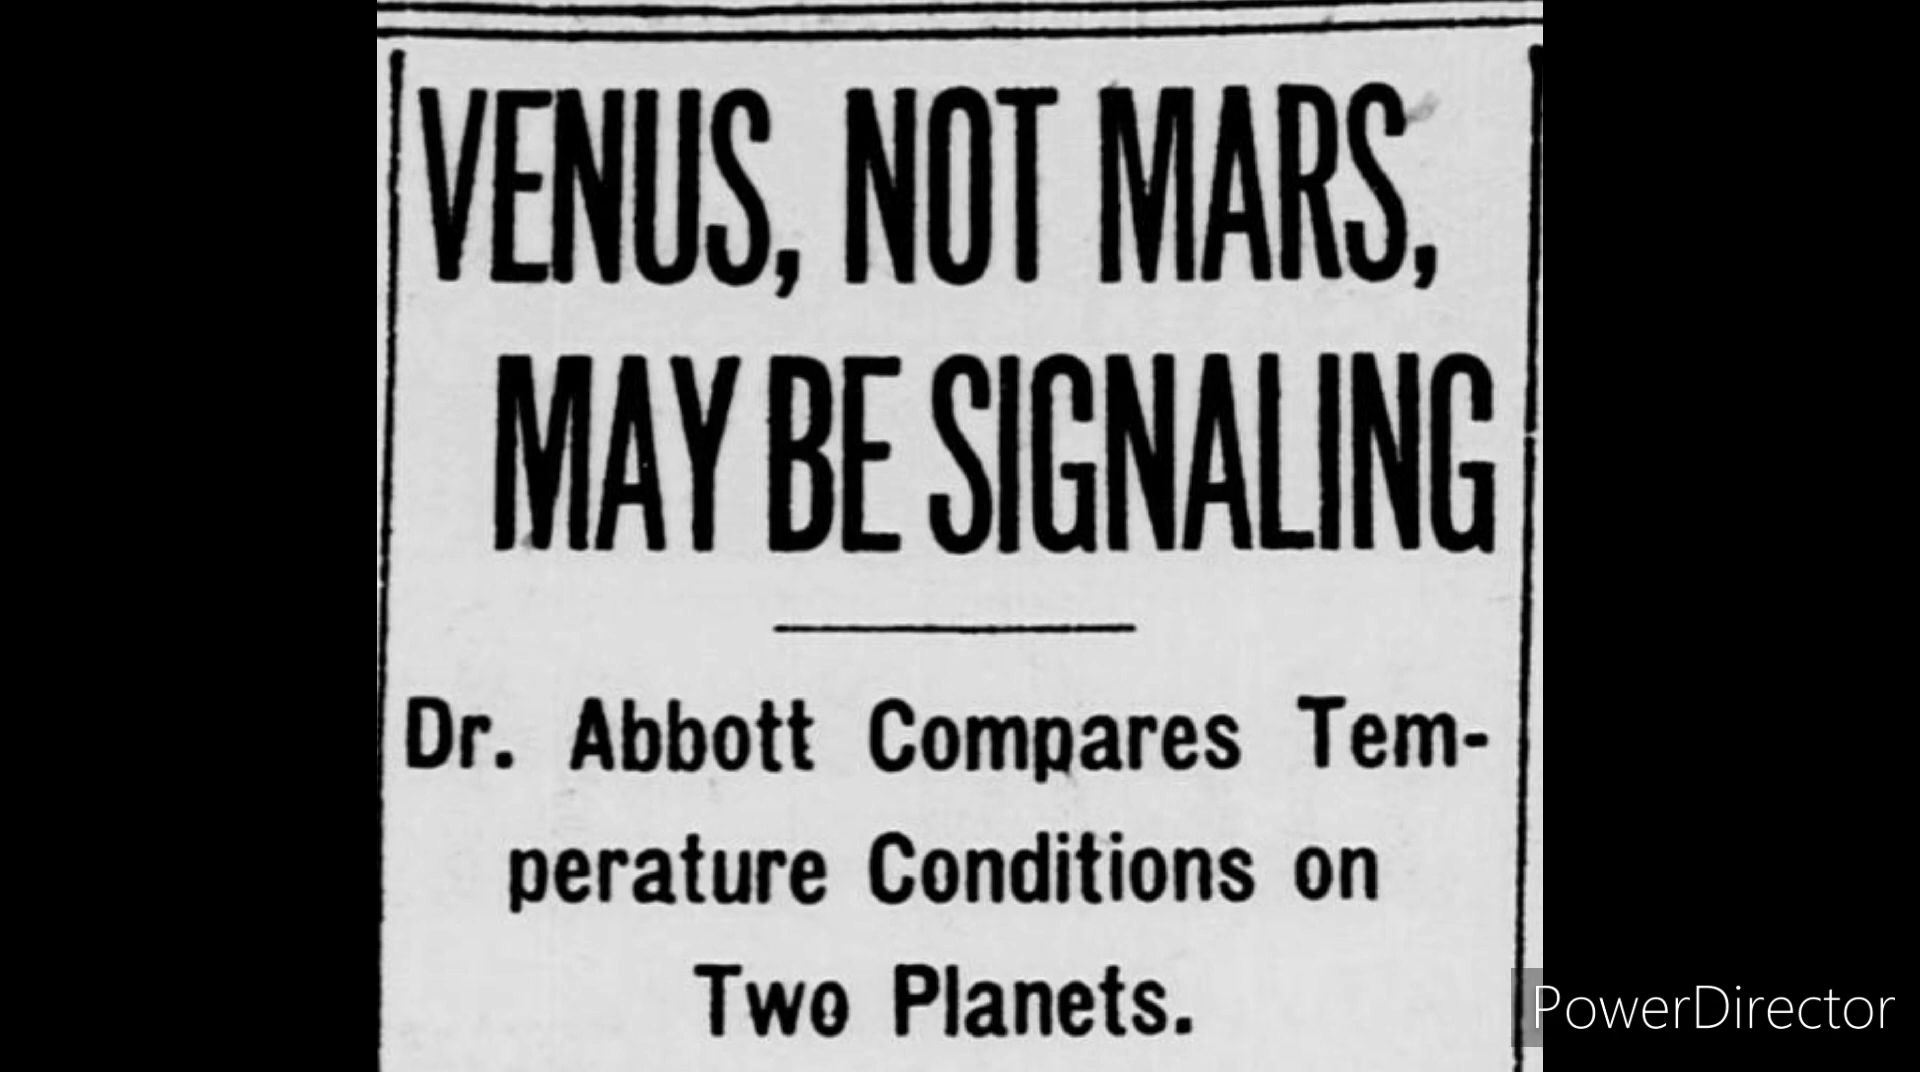 VENUS, NOT MARS,
MAY BE SIGNALING
Dr. Abbott Compares Tem-
perature Conditions on
Two Planets.
PowerDirector